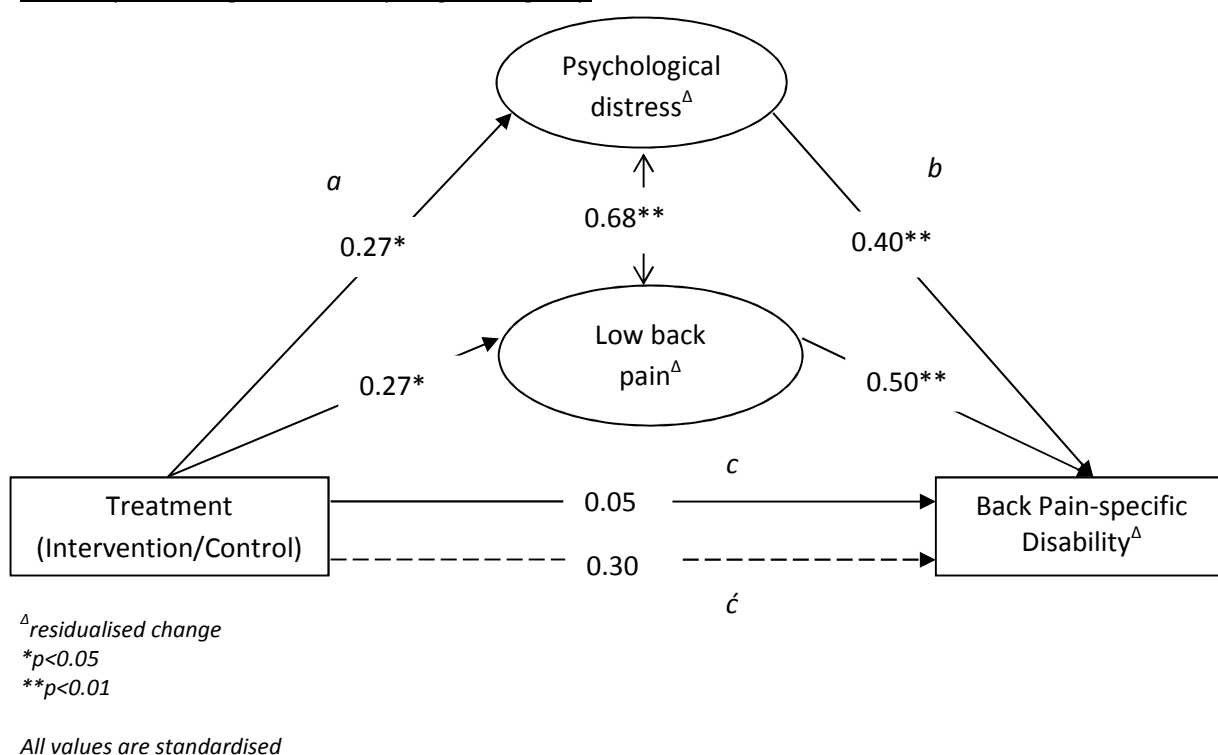 Psychological
distress^Δ
a
b
0.68**
0.27*
0.40**
Low back
pain^Δ
0.27*
0.50**
c
Treatment
(Intervention/Control)
0.05
Back Pain-specific
Disability^Δ
0.30
ć
^Δresidualised change
*p<0.05
**p<0.01
All values are standardised